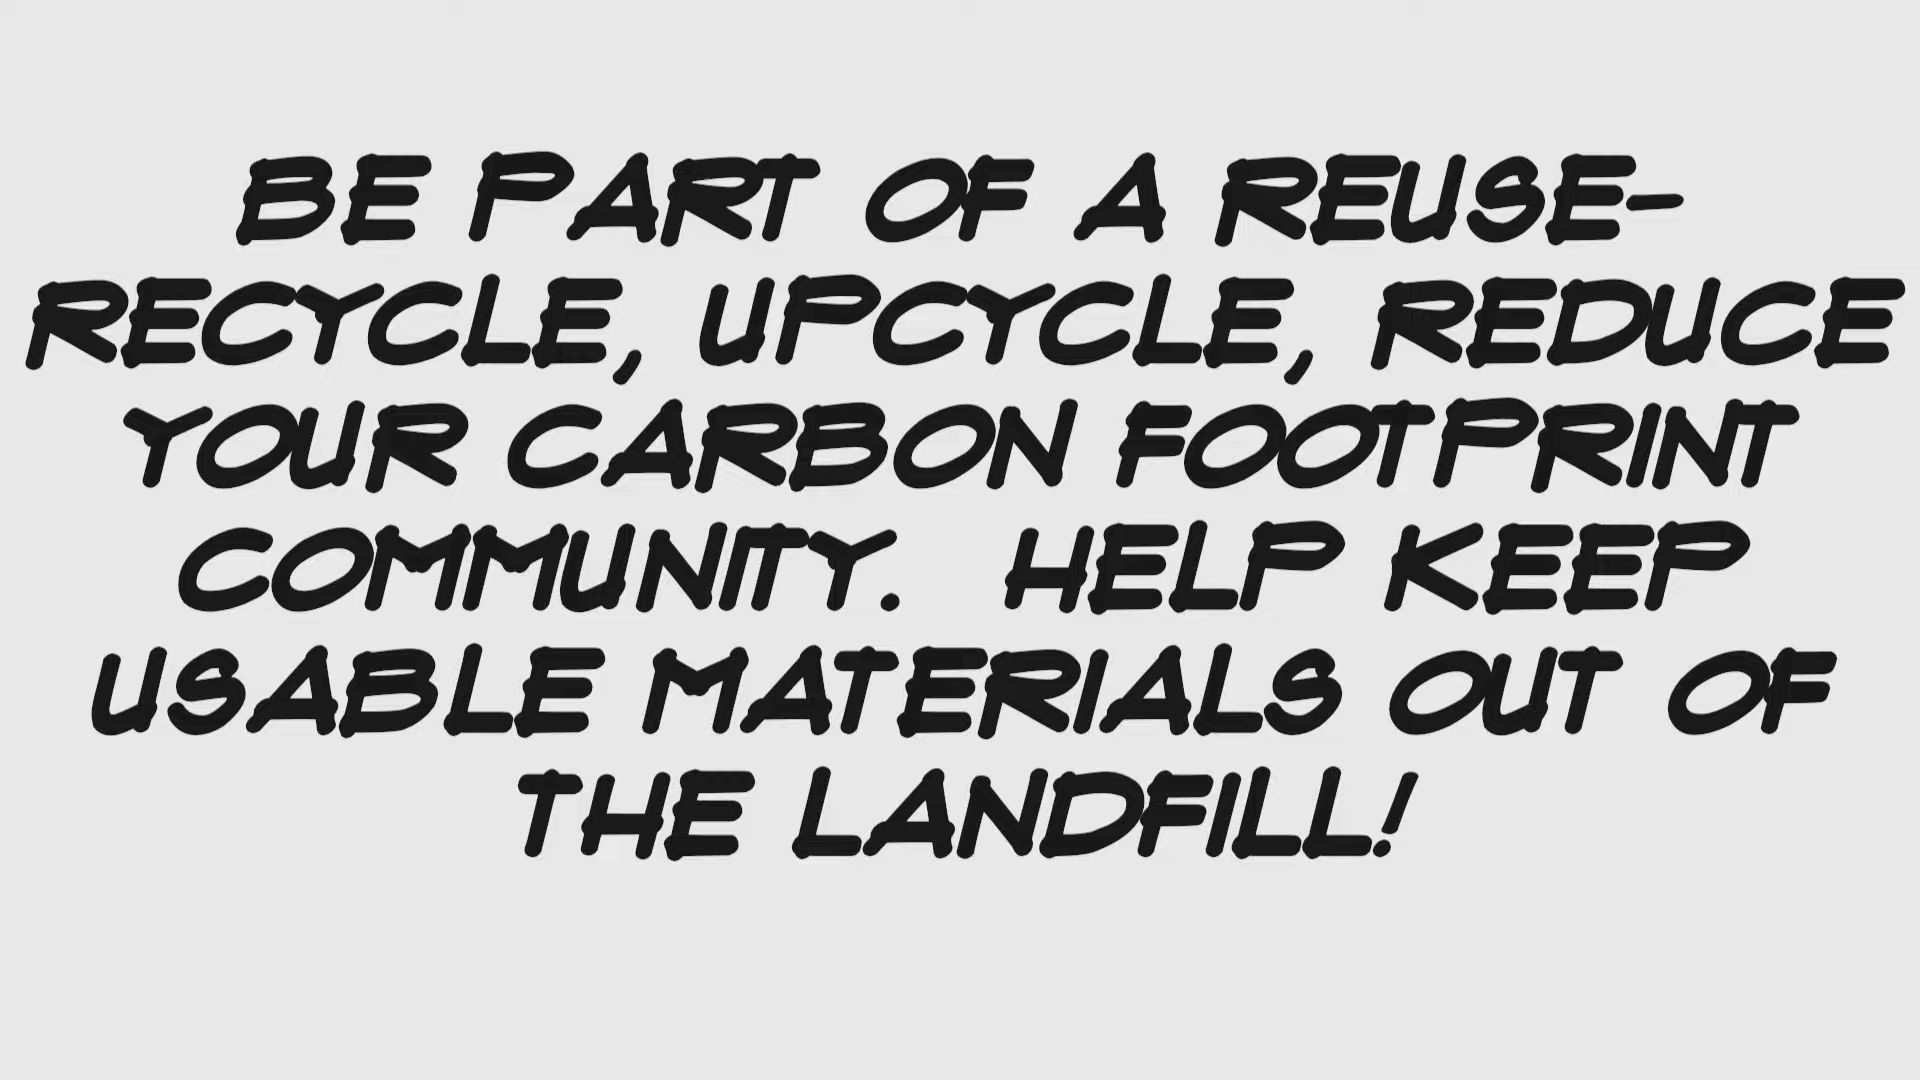 BE PART OF A REUSE-
RECYCLE, UPCYCLE, REDUCE
YOUR CARBON FOOTPRINT
COMMUNITY.  HELP KEEP
USABLE MATERIALS OUT OF
THE LANDFILL!